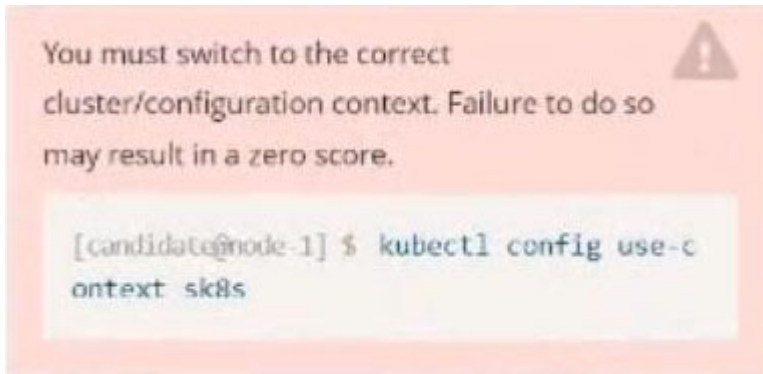 You must switch to the correct
cluster/configuration context. Failure to do so
may result in a zero score.
[candidate@node-1] $ kubectl config use-c
ontext sk8s